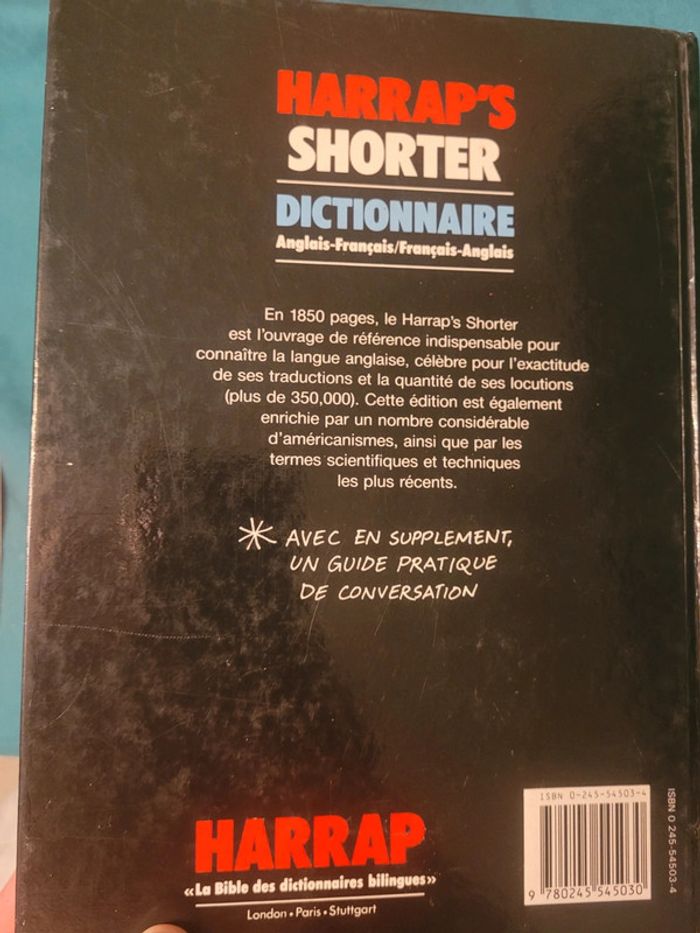 HARRAP'S
SHORTER
DICTIONNAIRE
Anglais-Français/Français-Anglais
En 1850 pages, le Harrap's Shorter
est l'ouvrage de référence indispensable pour
connaître la langue anglaise, célèbre pour l'exactitude
de ses traductions et la quantité de ses locutions
(plus de 350,000). Cette édition est également
enrichie par un nombre considérable
d'américanismes, ainsi que par les
termes scientifiques et techniques
les plus récents.
* AVEC EN SUPPLEMENT,
UN GUIDE PRATIQUE
DE CONVERSATION
HARRAP
«La Bible des dictionnaires bilingues»
London • Paris • Stuttgart
ISBN 0-245-54503-4
9 780245 545030
ISBN 0 245-54503-4